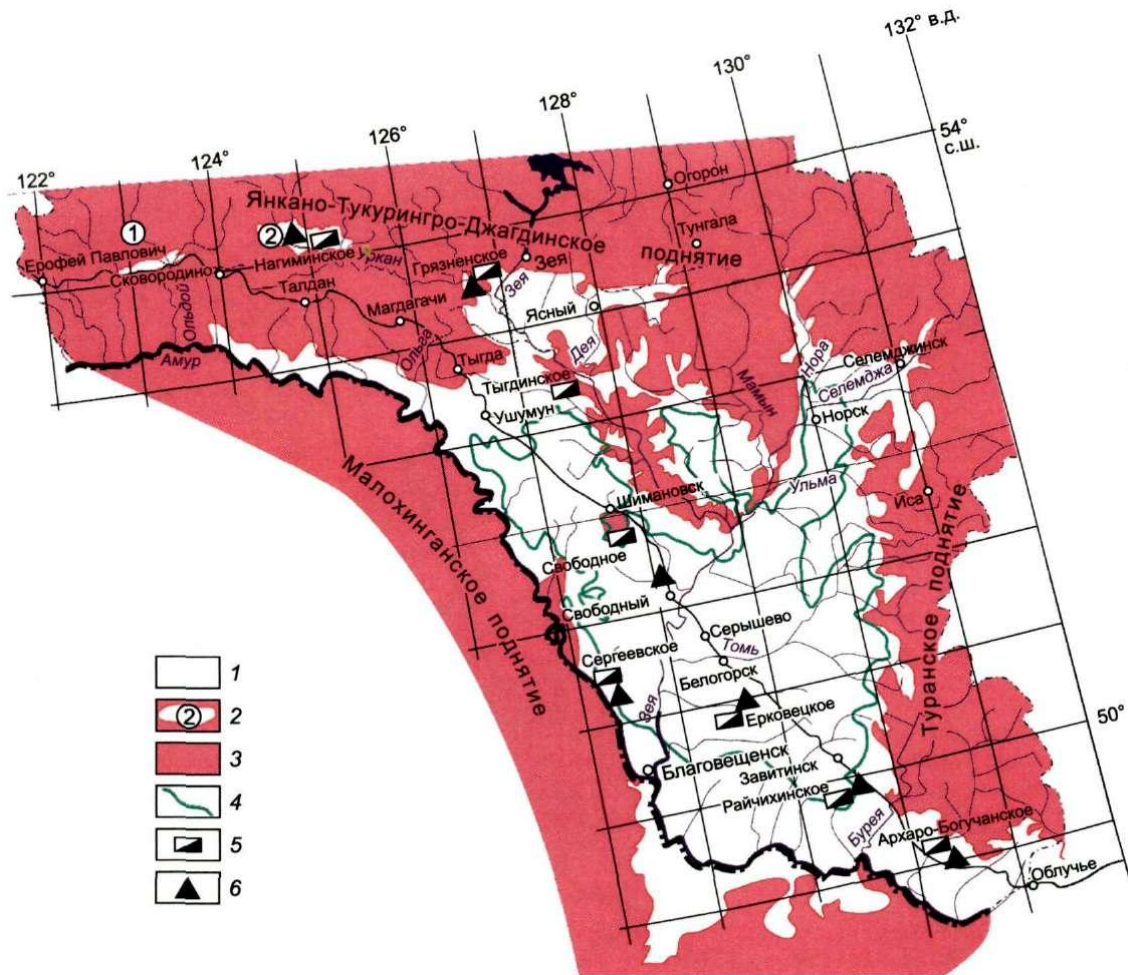 132° в.д.
130°
128°
126°
124°
122°
54°
с.ш.
Огорон
Янкано-Тукурингро-Джагдинское
поднятие
Тунгала
1
2
Ерофей Павлович
Сковородино
Нагиминское
Уркан
Грязненское
Зея
Зея
Ольдой
Талдан
Магдагачи
Ясный
Амур
Ольга
Тыгда
Дея
Нора
Селемджинск
Селемджа
Тыгдинское
Мамын
Ушумун
Норск
Малохинганское поднятие
Шимановск
Ульма
Иса
Туранское поднятие
Свободное
Свободный
Серышево
Сергеевское
Томь
Белогорск
Зея
Ерковецкое
50°
Благовещенск
Завитинск
Райчихинское
Бурея
Архаро-Богучанское
Облучье
1
2 2
3
4
5
6